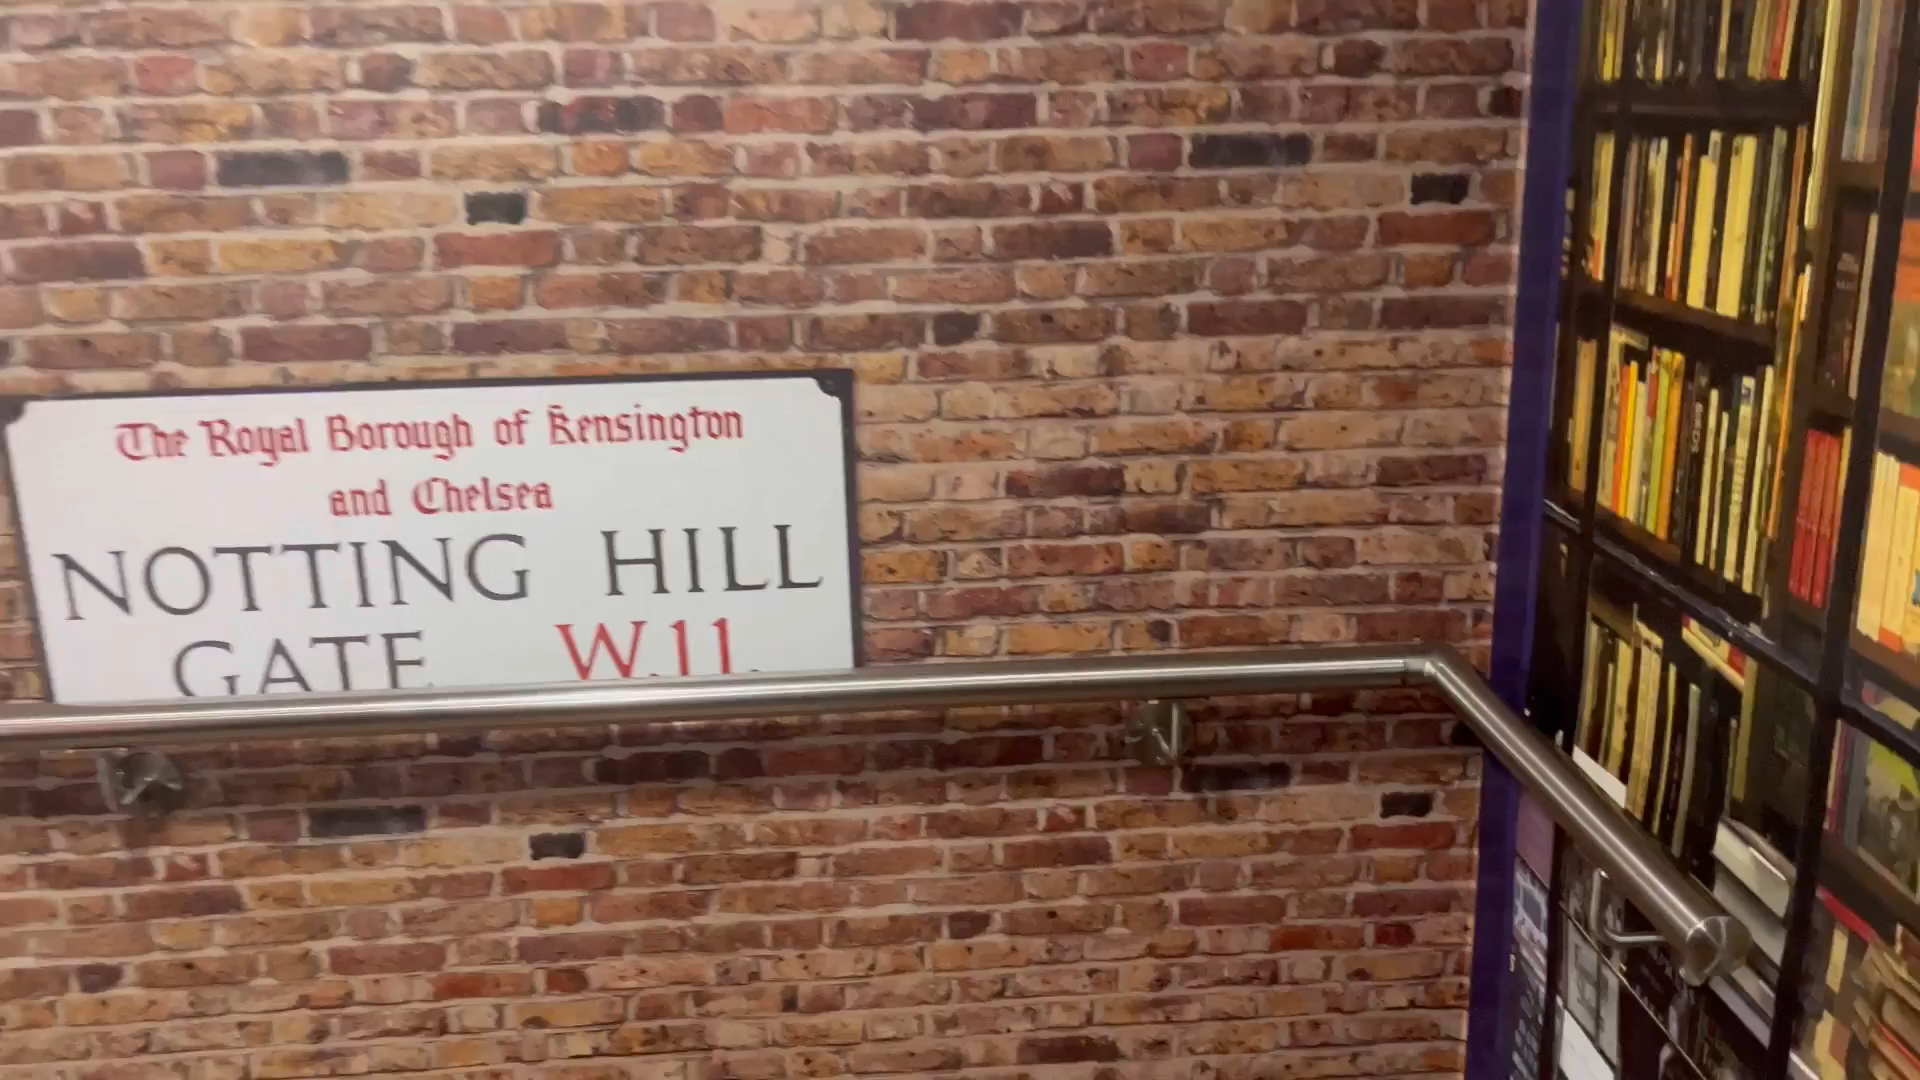 The Royal Borough of Kensington
and Chelsea
NOTTING HILL
GATE W.11.